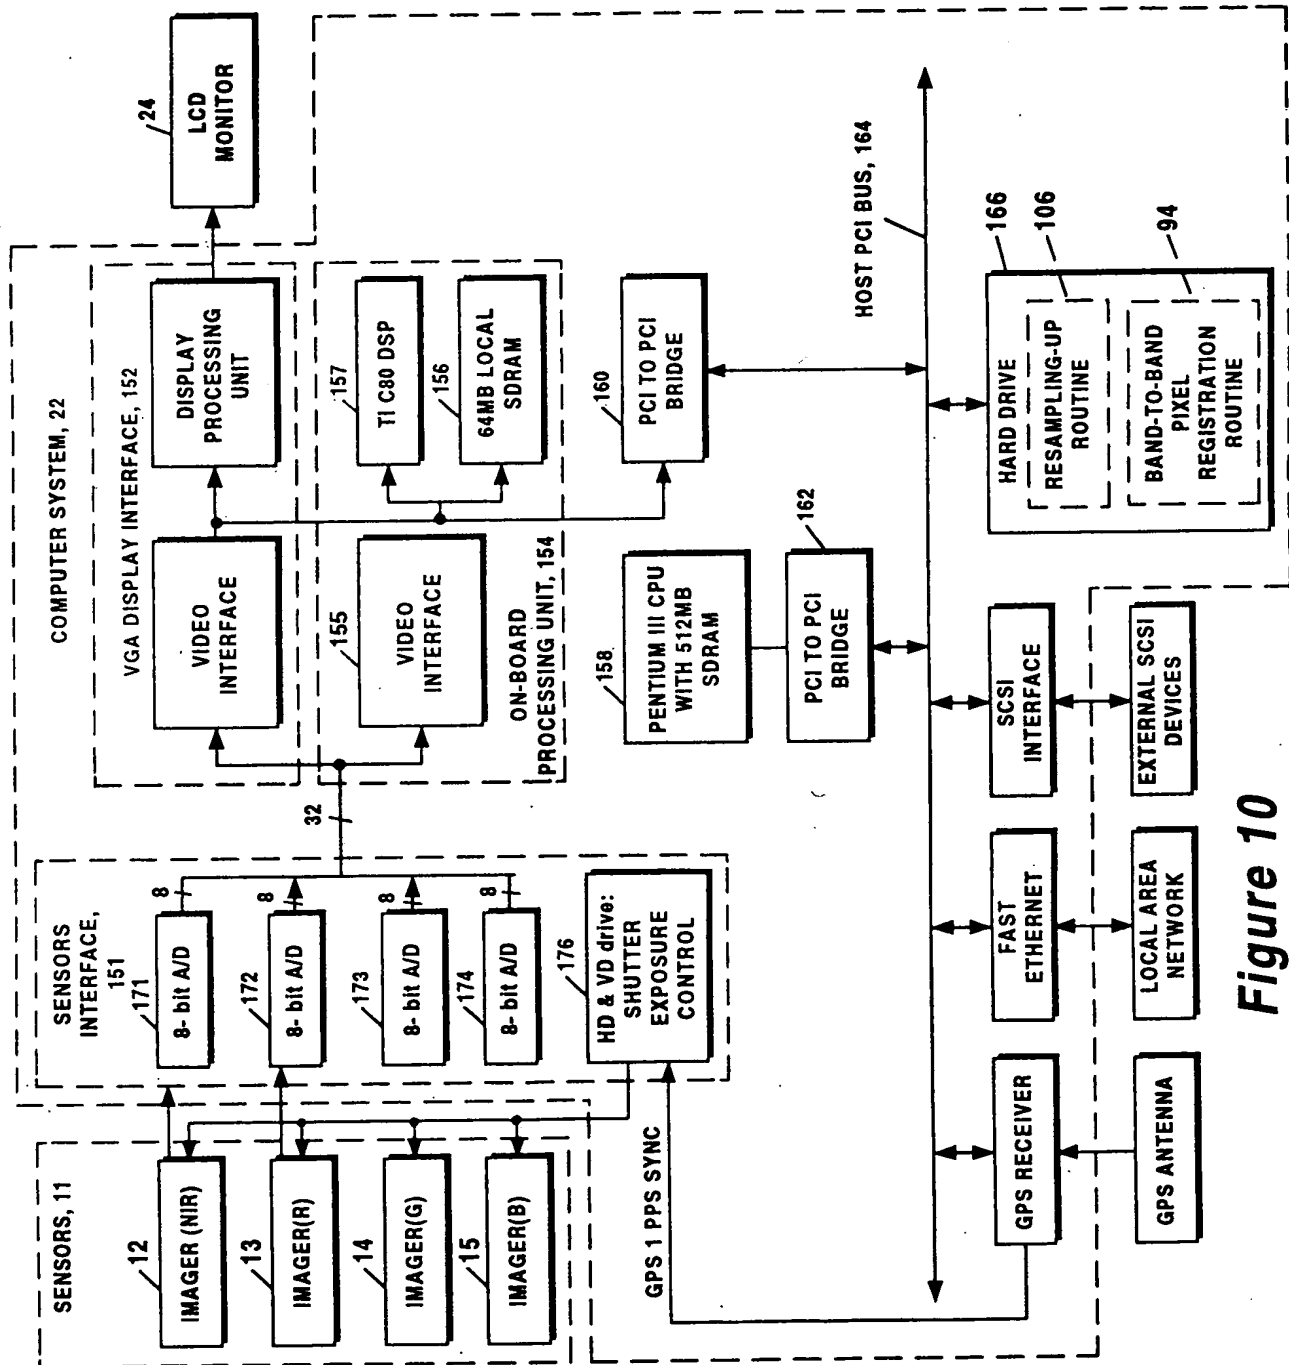 SENSORS, 11
12
IMAGER (NIR)
13
IMAGER(R)
14
IMAGER(G)
15
IMAGER(B)
SENSORS
INTERFACE,
151
171
8- bit A/D
8
172
8- bit A/D
8
173
8- bit A/D
8
174
8- bit A/D
8
176
HD & VD drive:
SHUTTER
EXPOSURE
CONTROL
GPS 1 PPS SYNC
32
COMPUTER SYSTEM, 22
VGA DISPLAY INTERFACE, 152
VIDEO
INTERFACE
DISPLAY
PROCESSING
UNIT
24
LCD
MONITOR
155
VIDEO
INTERFACE
ON-BOARD
PROCESSING UNIT, 154
157
TI C80 DSP
156
64MB LOCAL
SDRAM
158
PENTIUM III CPU
WITH 512MB
SDRAM
160
PCI TO PCI
BRIDGE
162
PCI TO PCI
BRIDGE
HOST PCI BUS, 164
GPS RECEIVER
FAST
ETHERNET
SCSI
INTERFACE
HARD DRIVE
166
RESAMPLING-UP
ROUTINE
106
BAND-TO-BAND
PIXEL
REGISTRATION
ROUTINE
94
GPS ANTENNA
LOCAL AREA
NETWORK
EXTERNAL SCSI
DEVICES
Figure 10